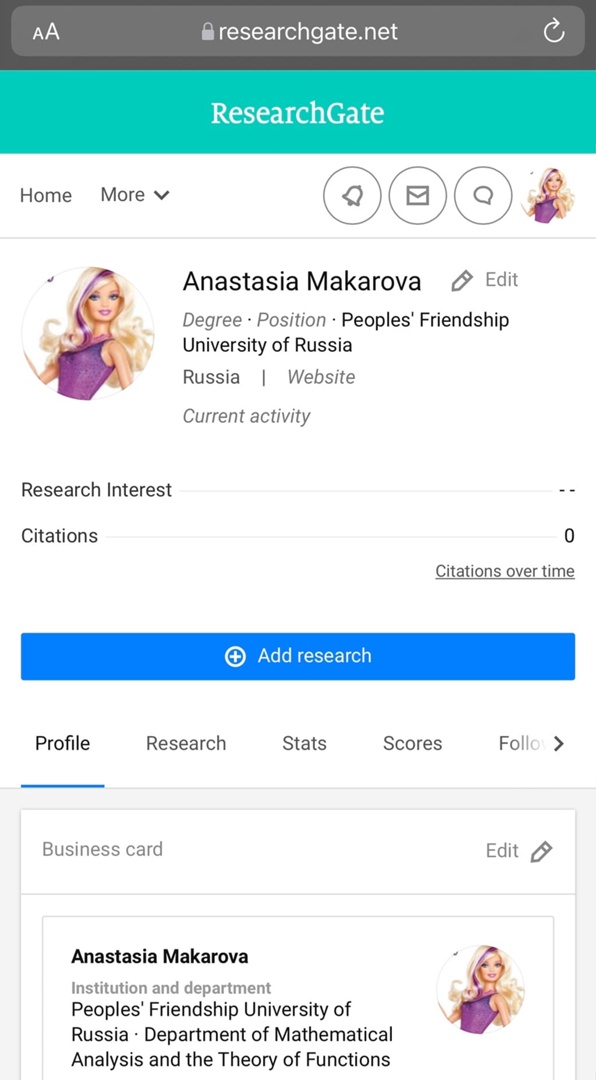 AA researchgate.net
ResearchGate
Home More
Anastasia Makarova Edit
Degree · Position · Peoples' Friendship
University of Russia
Russia | Website
Current activity
Research Interest - -
Citations 0
Citations over time
Add research
Profile Research Stats Scores Follov
Business card Edit
Anastasia Makarova
Institution and department
Peoples' Friendship University of
Russia · Department of Mathematical
Analysis and the Theory of Functions